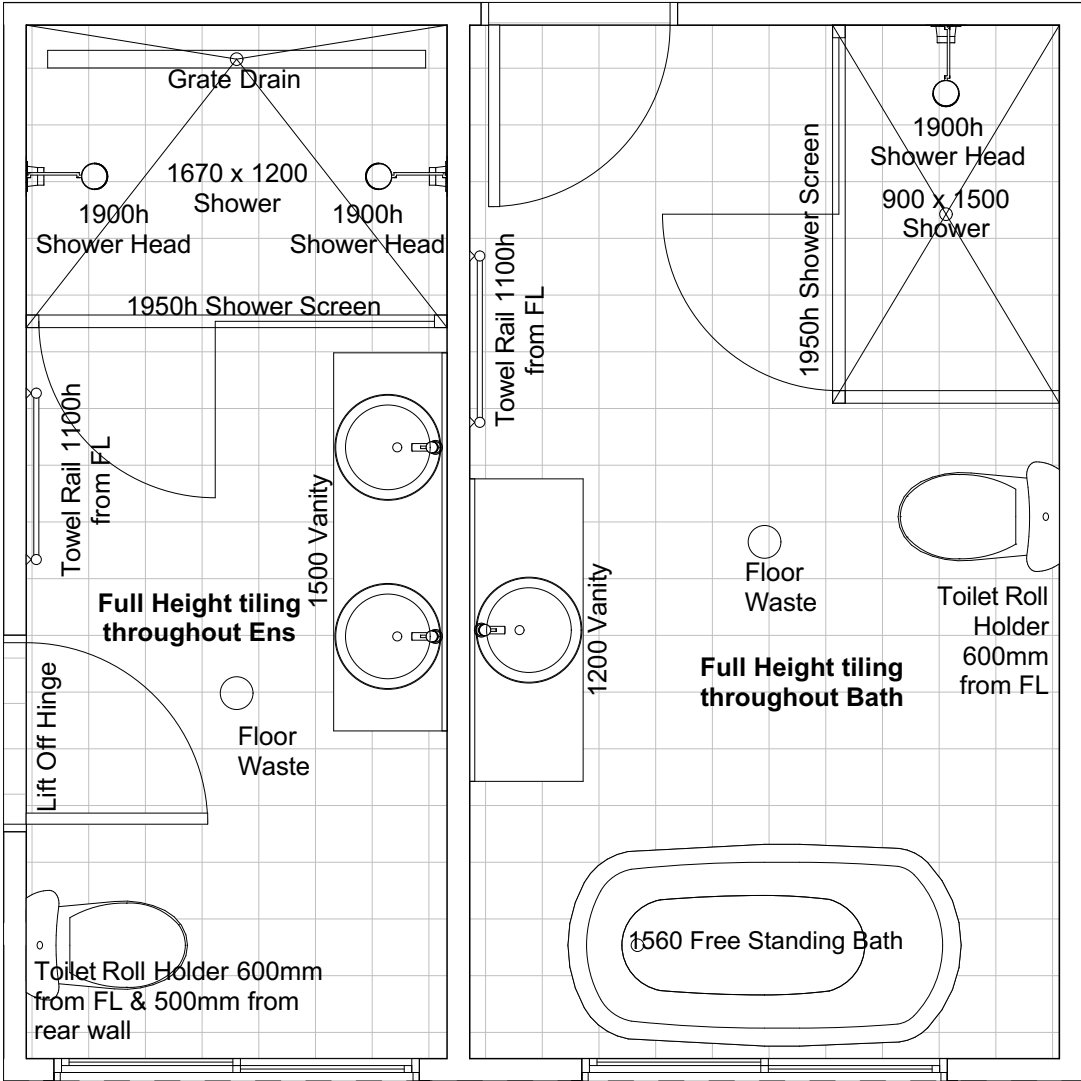 Grate Drain
1670 x 1200
Shower
1900h
Shower Head
1900h
Shower Head
1950h Shower Screen
Towel Rail 1100h
from FL
1500 Vanity
Full Height tiling
throughout Ens
Lift Off Hinge
Floor
Waste
Toilet Roll Holder 600mm
from FL & 500mm from
rear wall
1900h
Shower Head
900 x 1500
Shower
1950h Shower Screen
Towel Rail 1100h
from FL
1200 Vanity
Floor
Waste
Toilet Roll
Holder
600mm
from FL
Full Height tiling
throughout Bath
1560 Free Standing Bath